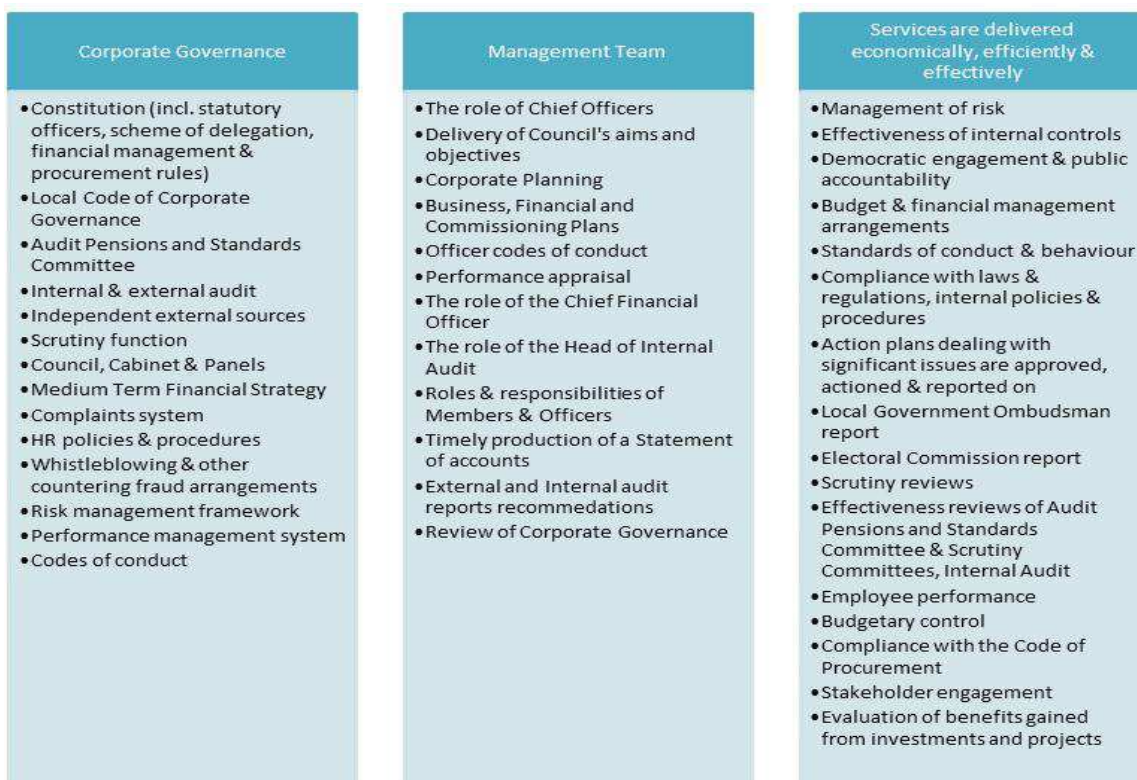 Corporate Governance
•Constitution (incl. statutory
officers, scheme of delegation,
financial management &
procurement rules)
•Local Code of Corporate
Governance
•Audit Pensions and Standards
Committee
•Internal & external audit
•Independent external sources
•Scrutiny function
•Council, Cabinet & Panels
•Medium Term Financial Strategy
•Complaints system
•HR policies & procedures
•Whistleblowing & other
countering fraud arrangements
•Risk management framework
•Performance management system
•Codes of conduct
Management Team
•The role of Chief Officers
•Delivery of Council's aims and
objectives
•Corporate Planning
•Business, Financial and
Commissioning Plans
•Officer codes of conduct
•Performance appraisal
•The role of the Chief Financial
Officer
•The role of the Head of Internal
Audit
•Roles & responsibilities of
Members & Officers
•Timely production of a Statement
of accounts
•External and Internal audit
reports recommedations
•Review of Corporate Governance
Services are delivered
economically, efficiently &
effectively
•Management of risk
•Effectiveness of internal controls
•Democratic engagement & public
accountability
•Budget & financial management
arrangements
•Standards of conduct & behaviour
•Compliance with laws &
regulations, internal policies &
procedures
•Action plans dealing with
significant issues are approved,
actioned & reported on
•Local Government Ombudsman
report
•Electoral Commission report
•Scrutiny reviews
•Effectiveness reviews of Audit
Pensions and Standards
Committee & Scrutiny
Committees, Internal Audit
•Employee performance
•Budgetary control
•Compliance with the Code of
Procurement
•Stakeholder engagement
•Evaluation of benefits gained
from investments and projects